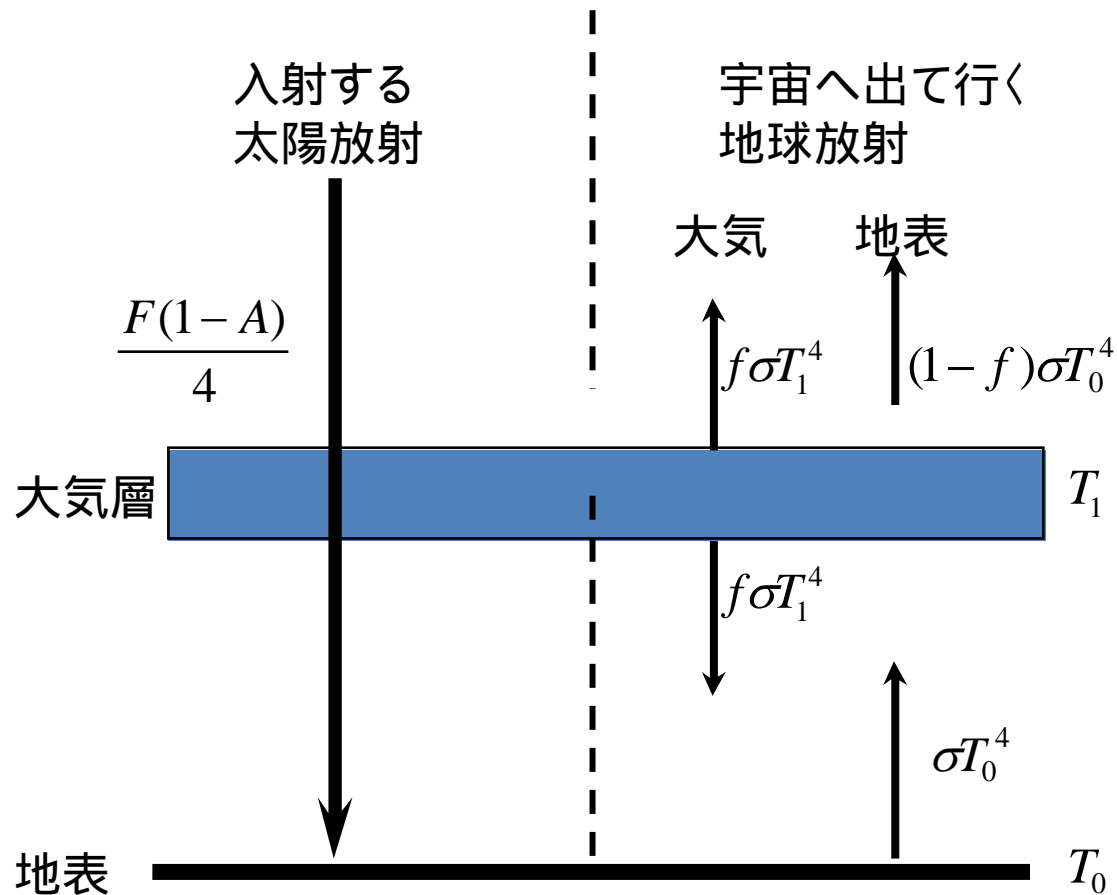 入射する
太陽放射
宇宙へ出て行く
地球放射
大気 地表
F(1 − A)
4
fσT₁⁴
(1 − f)σT₀⁴
大気層
T₁
fσT₁⁴
σT₀⁴
地表
T₀